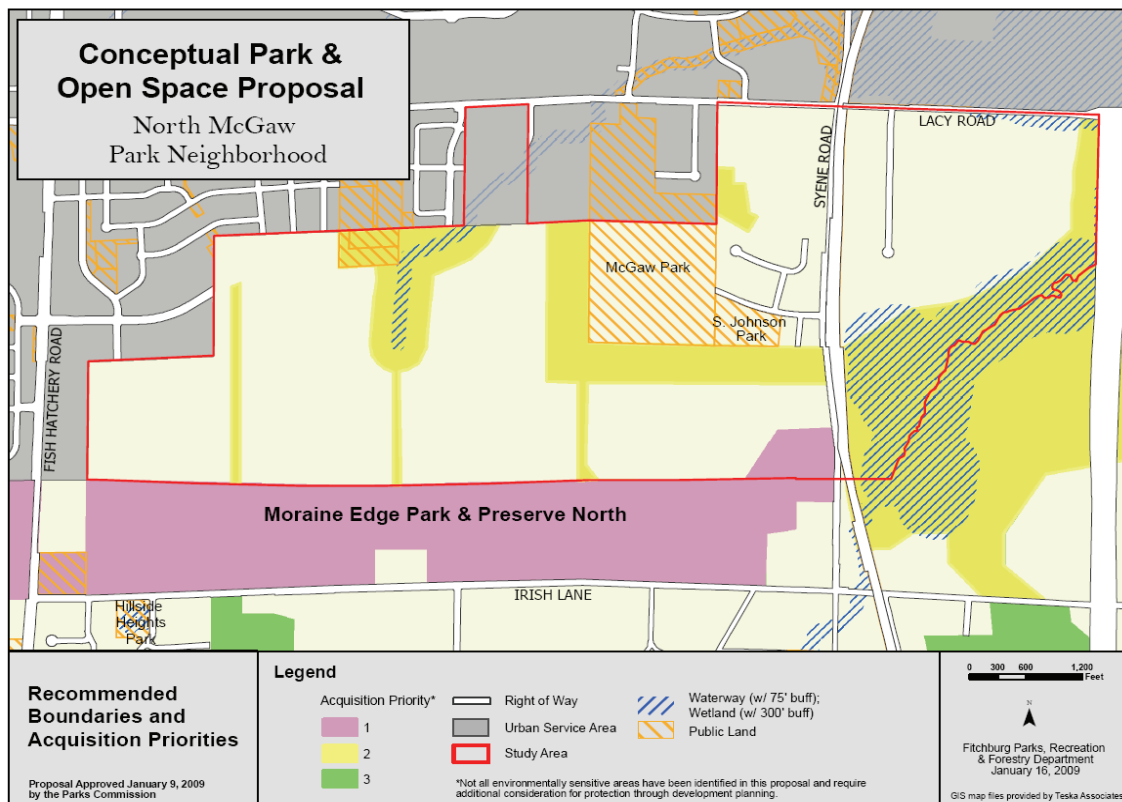 Conceptual Park &
Open Space Proposal
North McGaw
Park Neighborhood
LACY ROAD
SYENE ROAD
McGaw Park
S. Johnson
Park
FISH HATCHERY ROAD
Moraine Edge Park & Preserve North
IRISH LANE
Hillside
Heights
Park
Recommended
Boundaries and
Acquisition Priorities
Proposal Approved January 9, 2009
by the Parks Commission
Legend
Acquisition Priority*
1
2
3
Right of Way
Urban Service Area
Study Area
Waterway (w/ 75' buff);
Wetland (w/ 300' buff)
Public Land
*Not all environmentally sensitive areas have been identified in this proposal and require
additional consideration for protection through development planning.
0 300 600 1,200
Feet
N
Fitchburg Parks, Recreation
& Forestry Department
January 16, 2009
GIS map files provided by Teska Associates